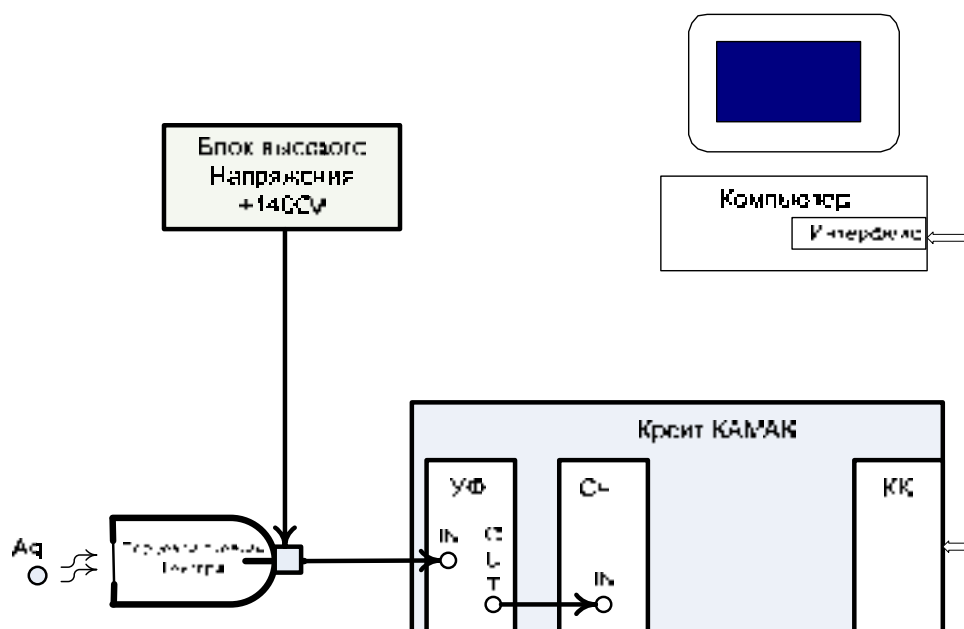 Блок высокого
Напряжения
+1400V
Компьютер
Интерфейс
Крейт КАМАК
УФ
СЧ
КК
IN
OUT
IN
Ag